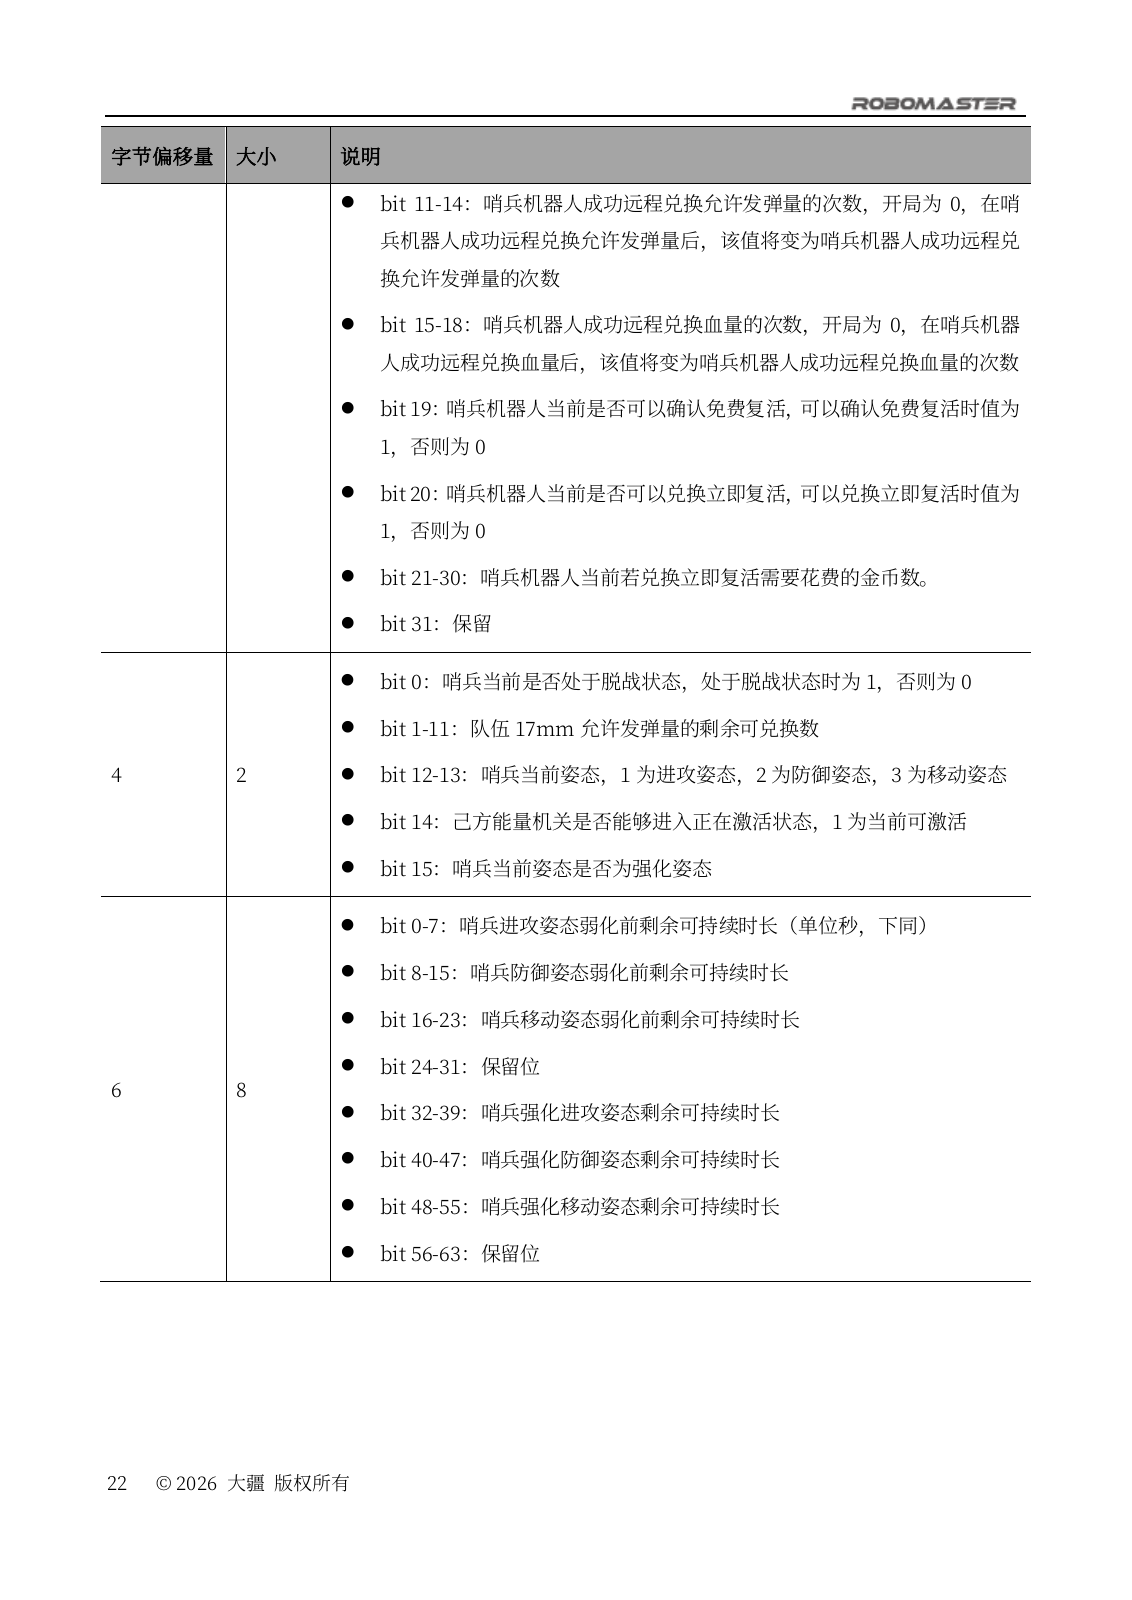 ROBOMASTER
字节偏移量 大小 说明
● bit 11-14：哨兵机器人成功远程兑换允许发弹量的次数，开局为 0，在哨
兵机器人成功远程兑换允许发弹量后，该值将变为哨兵机器人成功远程兑
换允许发弹量的次数
● bit 15-18：哨兵机器人成功远程兑换血量的次数，开局为 0，在哨兵机器
人成功远程兑换血量后，该值将变为哨兵机器人成功远程兑换血量的次数
● bit 19：哨兵机器人当前是否可以确认免费复活，可以确认免费复活时值为
1，否则为 0
● bit 20：哨兵机器人当前是否可以兑换立即复活，可以兑换立即复活时值为
1，否则为 0
● bit 21-30：哨兵机器人当前若兑换立即复活需要花费的金币数。
● bit 31：保留
4 2
● bit 0：哨兵当前是否处于脱战状态，处于脱战状态时为 1，否则为 0
● bit 1-11：队伍 17mm 允许发弹量的剩余可兑换数
● bit 12-13：哨兵当前姿态，1 为进攻姿态，2 为防御姿态，3 为移动姿态
● bit 14：己方能量机关是否能够进入正在激活状态，1 为当前可激活
● bit 15：哨兵当前姿态是否为强化姿态
6 8
● bit 0-7：哨兵进攻姿态弱化前剩余可持续时长（单位秒，下同）
● bit 8-15：哨兵防御姿态弱化前剩余可持续时长
● bit 16-23：哨兵移动姿态弱化前剩余可持续时长
● bit 24-31：保留位
● bit 32-39：哨兵强化进攻姿态剩余可持续时长
● bit 40-47：哨兵强化防御姿态剩余可持续时长
● bit 48-55：哨兵强化移动姿态剩余可持续时长
● bit 56-63：保留位
22 © 2026 大疆 版权所有